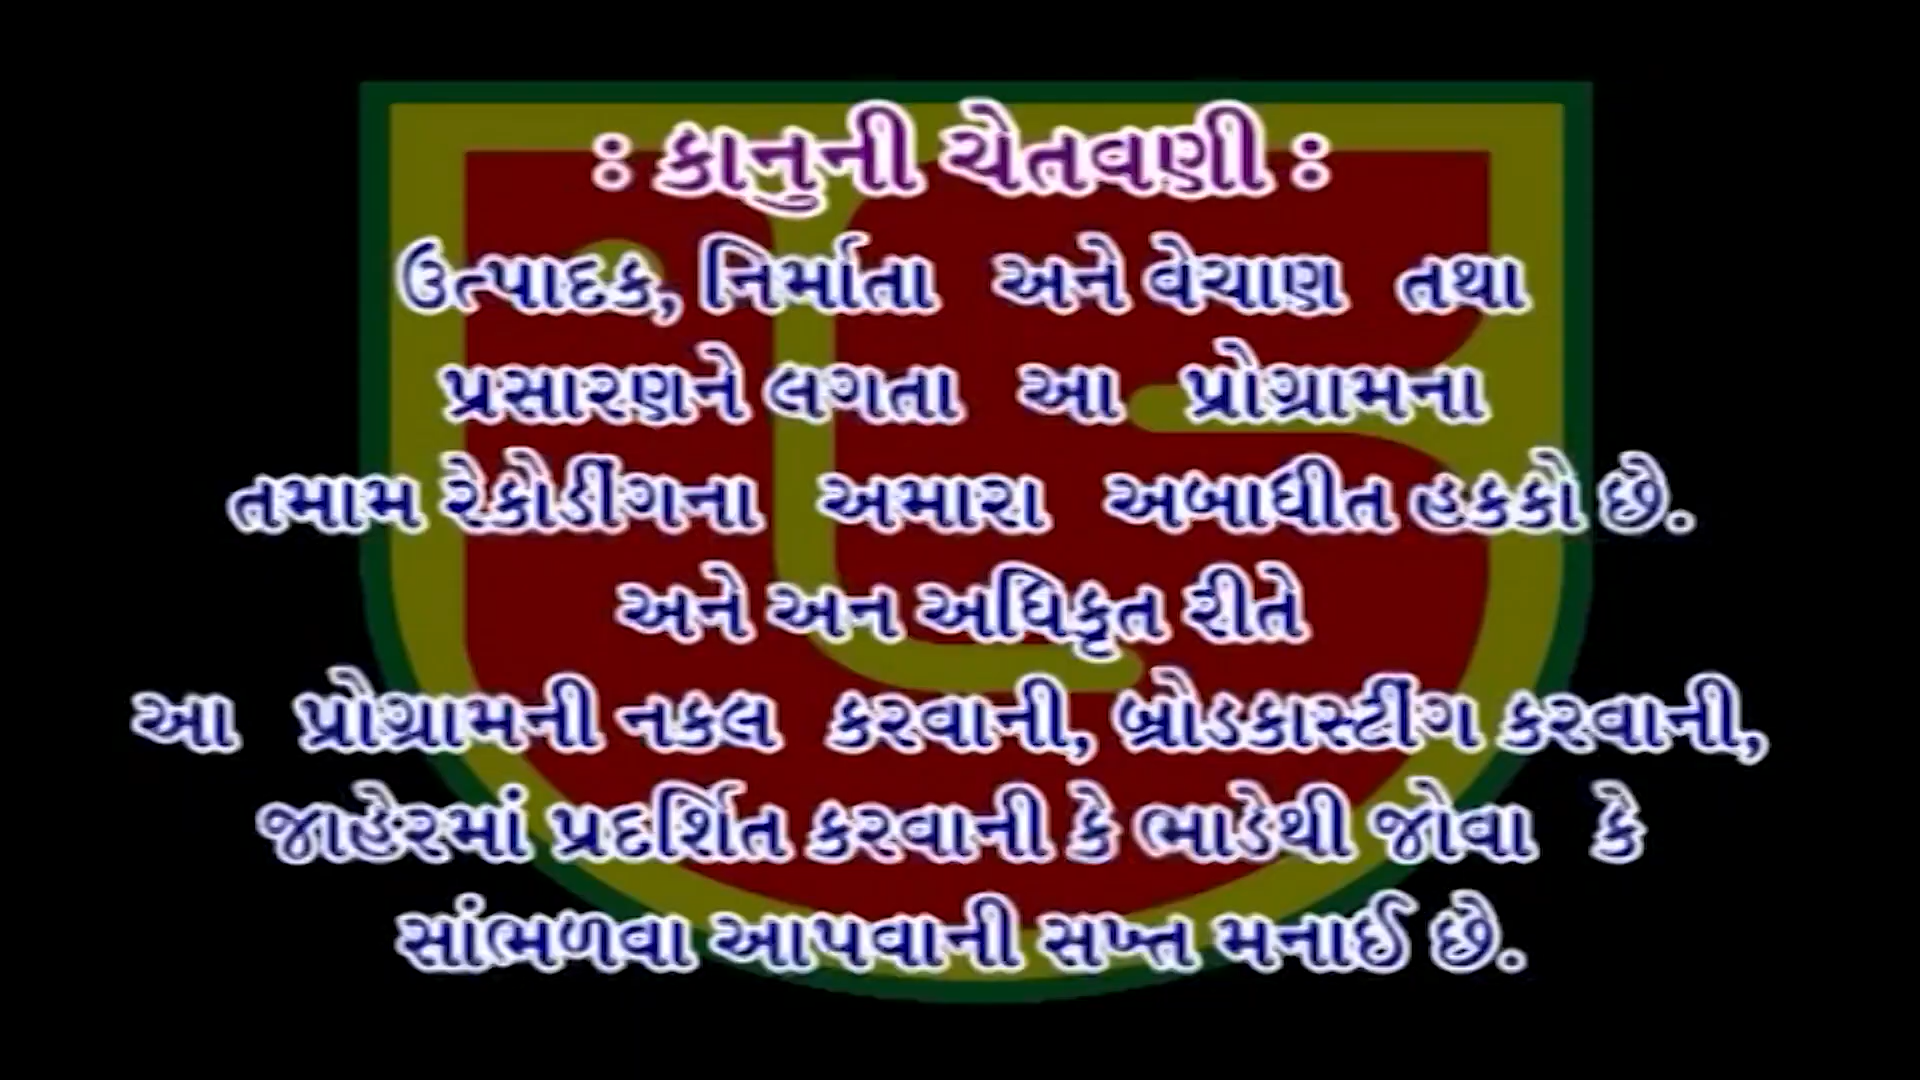 : કાનુની ચેતવણી :
ઉત્પાદક, નિર્માતા અને વેચાણ તથા
પ્રસારણને લગતા આ પ્રોગ્રામના
તમામ રેકોર્ડીંગના અમારા અબાધીત હકકો છે.
અને અન અધિકૃત રીતે
આ પ્રોગ્રામની નકલ કરવાની, બ્રોડકાસ્ટીંગ કરવાની,
જાહેરમાં પ્રદર્શિત કરવાની કે ભાડેથી જોવા કે
સાંભળવા આપવાની સખ્ત મનાઈ છે.